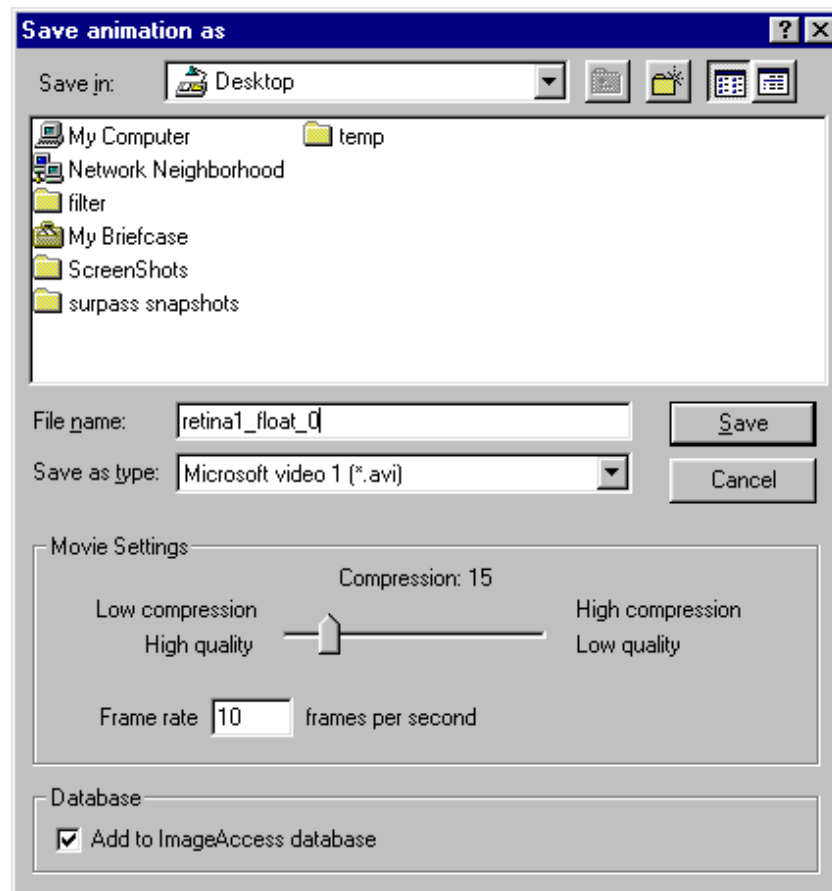 Save animation as
Save in: Desktop
My Computer temp
Network Neighborhood
filter
My Briefcase
ScreenShots
surpass snapshots
File name: retina1_float_0 Save
Save as type: Microsoft video 1 (*.avi) Cancel
Movie Settings
Compression: 15
Low compression High compression
High quality Low quality
Frame rate 10 frames per second
Database
Add to ImageAccess database